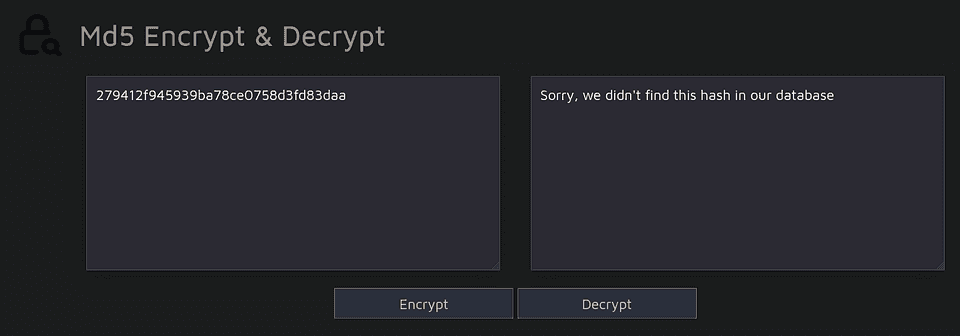 Md5 Encrypt & Decrypt
279412f945939ba78ce0758d3fd83daa
Sorry, we didn't find this hash in our database
Encrypt
Decrypt